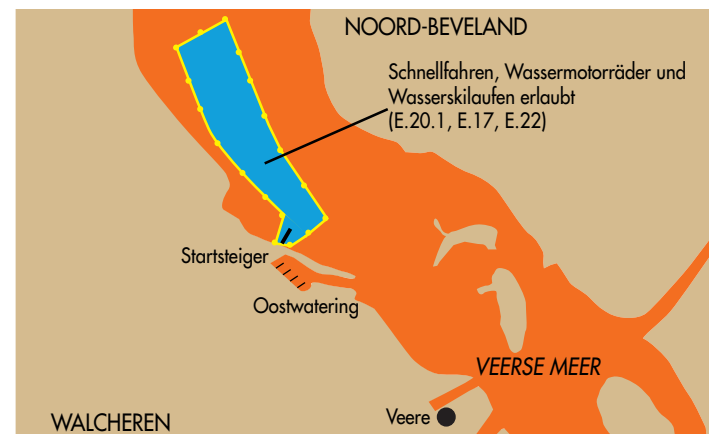 NOORD-BEVELAND
Schnellfahren, Wassermotorräder und
Wasserskilaufen erlaubt
(E.20.1, E.17, E.22)
Startsteiger
Oostwatering
VEERSE MEER
Veere
WALCHEREN